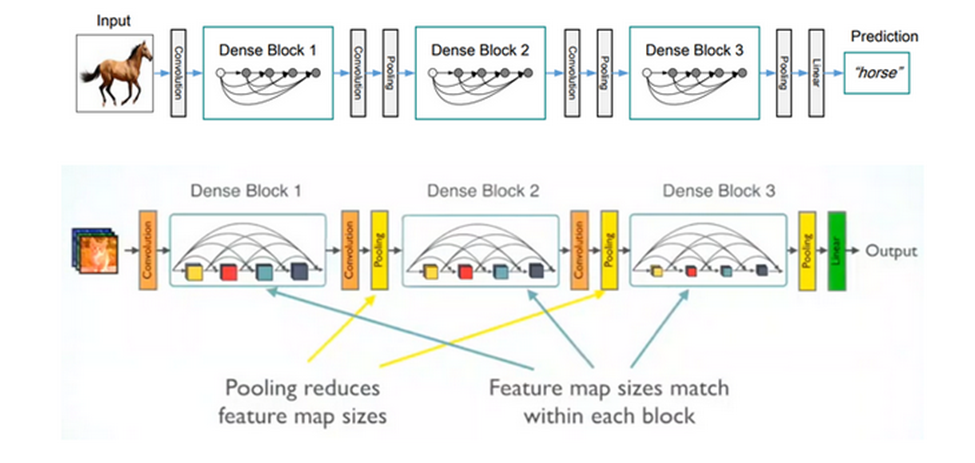 Input
Prediction
Convolution
Dense Block 1
Convolution
Pooling
Dense Block 2
Convolution
Pooling
Dense Block 3
Pooling
Linear
"horse"
Dense Block 1
Dense Block 2
Dense Block 3
Convolution
Convolution
Pooling
Convolution
Pooling
Pooling
Linear
Output
Pooling reduces
feature map sizes
Feature map sizes match
within each block